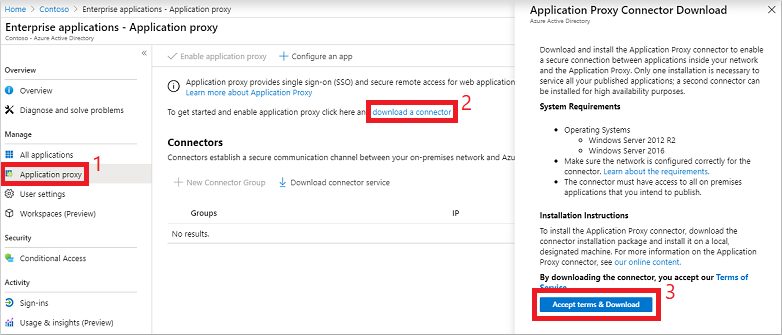 Home > Contoso > Enterprise applications - Application proxy
Enterprise applications - Application proxy
Contoso - Azure Active Directory
«
Overview
Overview
Diagnose and solve problems
Manage
All applications
1
Application proxy
User settings
Workspaces (Preview)
Security
Conditional Access
Activity
Sign-ins
Usage & insights (Preview)
Enable application proxy
Configure an app
Application proxy provides single sign-on (SSO) and secure remote access for web application
Learn more about Application Proxy
2
To get started and enable application proxy click here and download a connector
Connectors
Connectors establish a secure communication channel between your on-premises network and Azu
New Connector Group
Download connector service
Groups
IP
No results.
Application Proxy Connector Download
Azure Active Directory
Download and install the Application Proxy connector to enable
a secure connection between applications inside your network
and the Application Proxy. Only one installation is necessary to
service all your published applications; a second connector can
be installed for high availability purposes.
System Requirements
• Operating Systems
◦ Windows Server 2012 R2
◦ Windows Server 2016
• Make sure the network is configured correctly for the
connector. Learn about the requirements.
• The connector must have access to all on premises
applications that you intend to publish.
Installation Instructions
To install the Application Proxy connector, download the
connector installation package and install it on a local,
designated machine. For more information on the Application
Proxy connector, see our online content.
By downloading the connector, you accept our Terms of
Service
3
Accept terms & Download